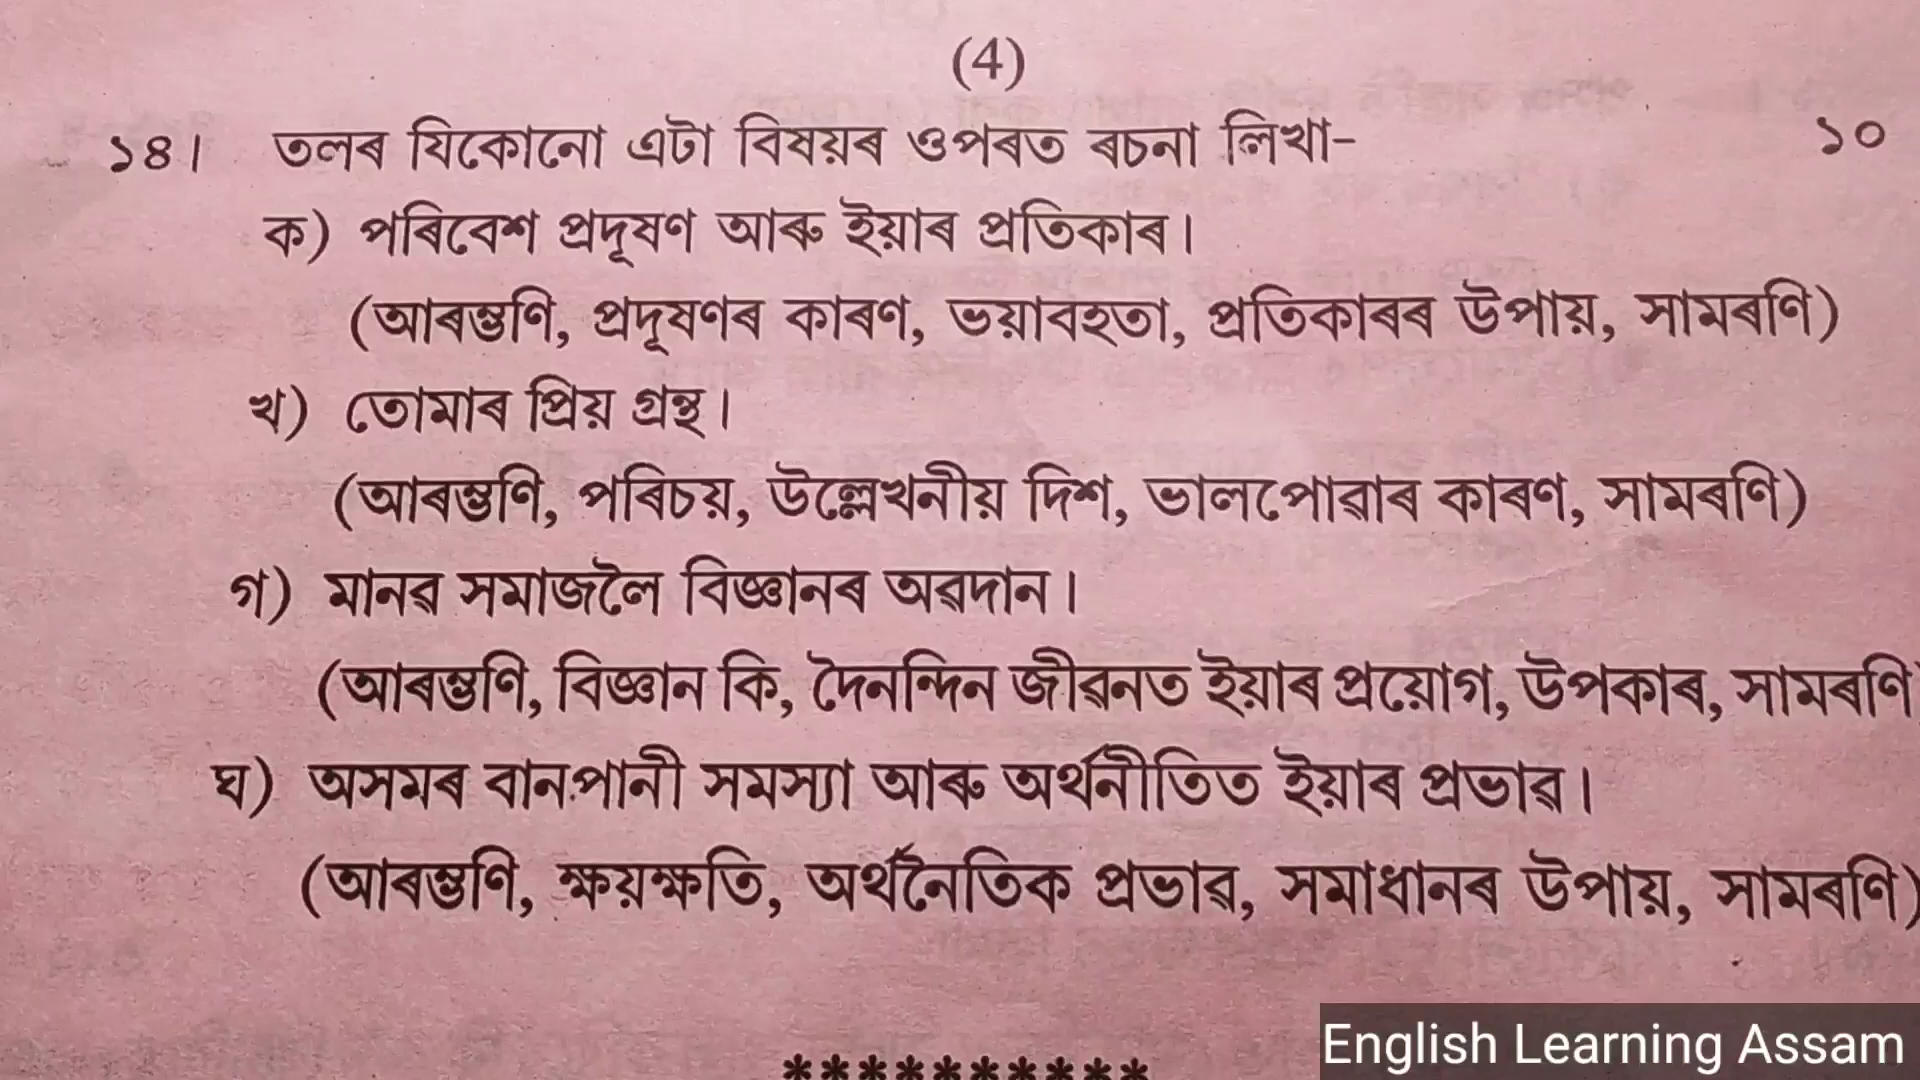 (4)
১৪। তলৰ যিকোনো এটা বিষয়ৰ ওপৰত ৰচনা লিখা- ১০
ক) পৰিবেশ প্ৰদূষণ আৰু ইয়াৰ প্ৰতিকাৰ।
(আৰম্ভণি, প্ৰদূষণৰ কাৰণ, ভয়াবহতা, প্ৰতিকাৰৰ উপায়, সামৰণি)
খ) তোমাৰ প্ৰিয় গ্ৰন্থ।
(আৰম্ভণি, পৰিচয়, উল্লেখনীয় দিশ, ভালপোৱাৰ কাৰণ, সামৰণি)
গ) মানৱ সমাজলৈ বিজ্ঞানৰ অৱদান।
(আৰম্ভণি, বিজ্ঞান কি, দৈনন্দিন জীৱনত ইয়াৰ প্ৰয়োগ, উপকাৰ, সামৰণি)
ঘ) অসমৰ বানপানী সমস্যা আৰু অৰ্থনীতিত ইয়াৰ প্ৰভাৱ।
(আৰম্ভণি, ক্ষয়ক্ষতি, অৰ্থনৈতিক প্ৰভাৱ, সমাধানৰ উপায়, সামৰণি)
**********
English Learning Assam